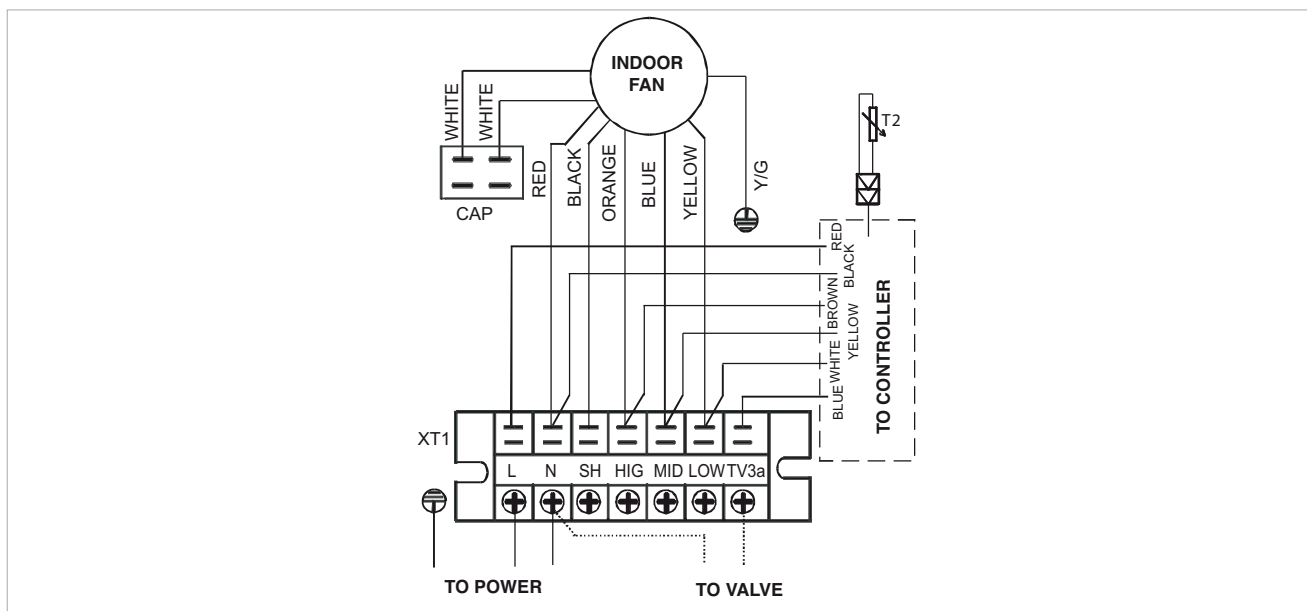 INDOOR
FAN
WHITE
WHITE
CAP
RED
BLACK
ORANGE
BLUE
YELLOW
Y/G
T2
RED
BLACK
BROWN
YELLOW
WHITE
BLUE
TO CONTROLLER
XT1
L N SH HIG MID LOW TV3a
TO POWER
TO VALVE